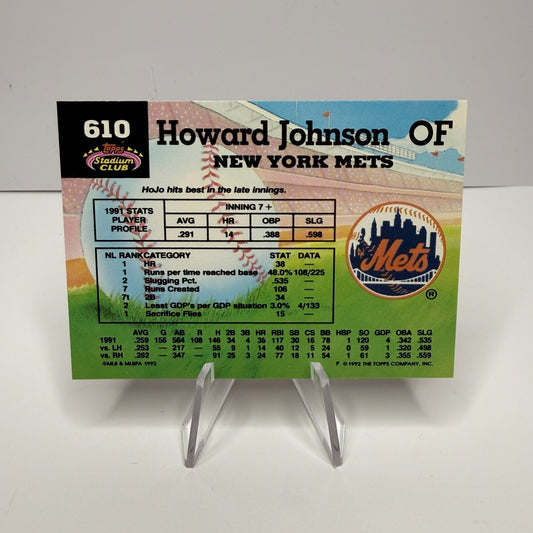 610 Howard Johnson OF
Topps
Stadium
CLUB
NEW YORK METS
HoJo hits best in the late innings.
1991 STATS
PLAYER
PROFILE
INNING 7 +
AVG HR OBP SLG
.291 14 .388 .598
NL RANK CATEGORY STAT DATA
1 HR 38 —
1 Runs per time reached base 48.0% 108/225
2 Slugging Pct. .535 —
7 Runs Created 106 —
7t 2B 34 —
2 Least GDP's per GDP situation 3.0% 4/133
1 Sacrifice Flies 15 —
Mets
®
AVG G AB R H 2B 3B HR RBI SB CS BB HBP SO GDP OBA SLG
1991 .259 156 564 108 146 34 4 38 117 30 16 78 1 120 4 .342 .535
vs. LH .253 — 217 — 55 9 1 14 40 12 5 24 0 59 1 .320 .498
vs. RH .262 — 347 — 91 25 3 24 77 18 11 54 1 61 3 .355 .559
©MLB & MLBPA 1992
P ©1992 THE TOPPS COMPANY, INC.